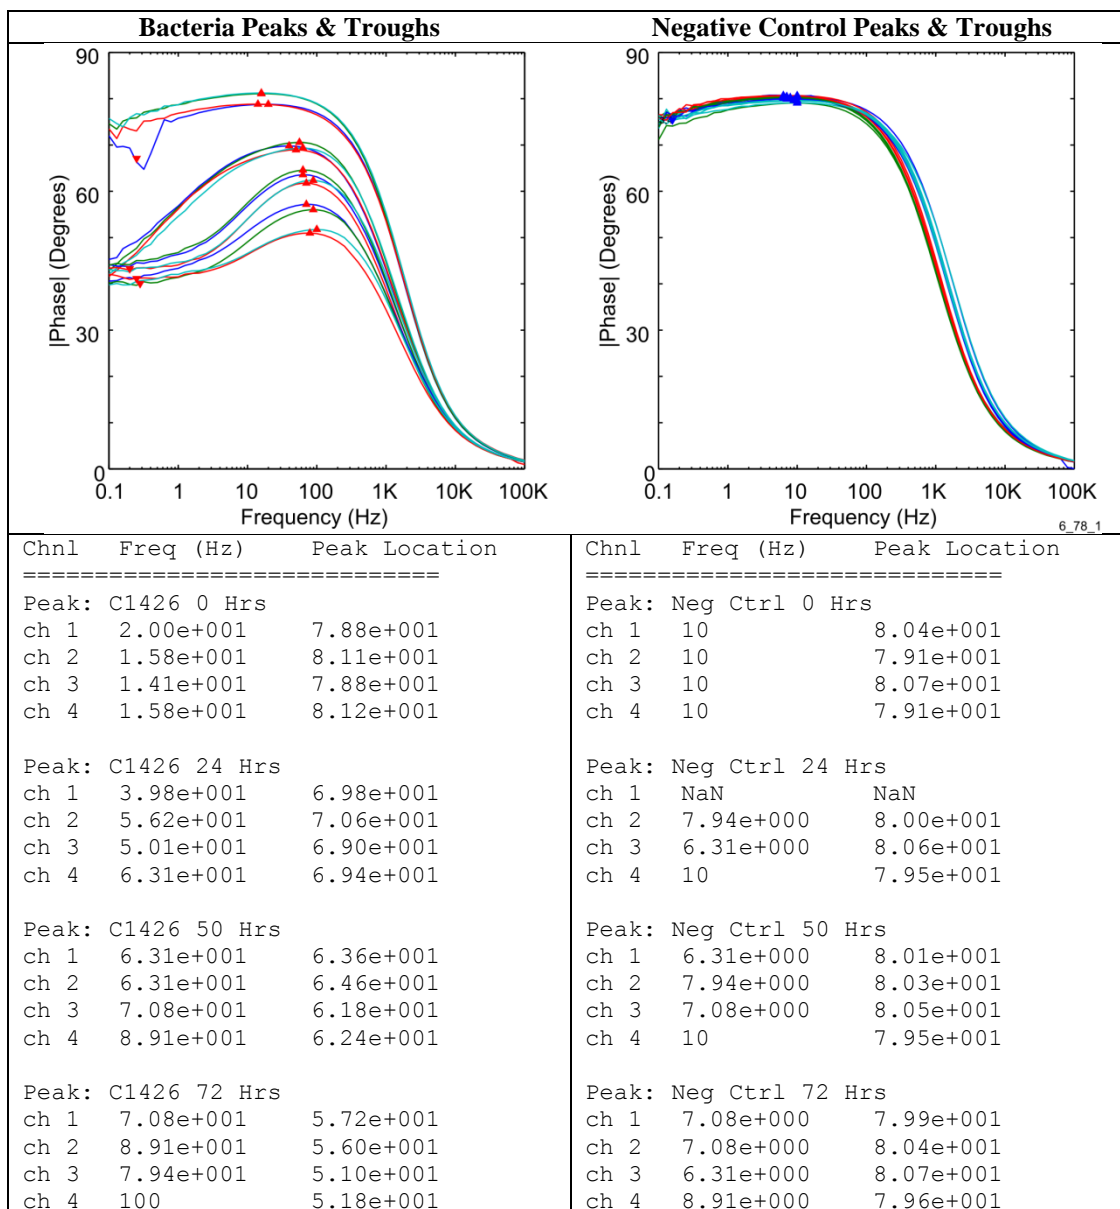 Bacteria Peaks & Troughs
Negative Control Peaks & Troughs
90
60
30
0
|Phase| (Degrees)
0.1 1 10 100 1K 10K 100K
Frequency (Hz)
90
60
30
0
|Phase| (Degrees)
0.1 1 10 100 1K 10K 100K
Frequency (Hz)
6_78_1
Chnl Freq (Hz) Peak Location
==============================
Peak: C1426 0 Hrs
ch 1 2.00e+001 7.88e+001
ch 2 1.58e+001 8.11e+001
ch 3 1.41e+001 7.88e+001
ch 4 1.58e+001 8.12e+001
Peak: C1426 24 Hrs
ch 1 3.98e+001 6.98e+001
ch 2 5.62e+001 7.06e+001
ch 3 5.01e+001 6.90e+001
ch 4 6.31e+001 6.94e+001
Peak: C1426 50 Hrs
ch 1 6.31e+001 6.36e+001
ch 2 6.31e+001 6.46e+001
ch 3 7.08e+001 6.18e+001
ch 4 8.91e+001 6.24e+001
Peak: C1426 72 Hrs
ch 1 7.08e+001 5.72e+001
ch 2 8.91e+001 5.60e+001
ch 3 7.94e+001 5.10e+001
ch 4 100 5.18e+001
Chnl Freq (Hz) Peak Location
==============================
Peak: Neg Ctrl 0 Hrs
ch 1 10 8.04e+001
ch 2 10 7.91e+001
ch 3 10 8.07e+001
ch 4 10 7.91e+001
Peak: Neg Ctrl 24 Hrs
ch 1 NaN NaN
ch 2 7.94e+000 8.00e+001
ch 3 6.31e+000 8.06e+001
ch 4 10 7.95e+001
Peak: Neg Ctrl 50 Hrs
ch 1 6.31e+000 8.01e+001
ch 2 7.94e+000 8.03e+001
ch 3 7.08e+000 8.05e+001
ch 4 10 7.95e+001
Peak: Neg Ctrl 72 Hrs
ch 1 7.08e+000 7.99e+001
ch 2 7.08e+000 8.04e+001
ch 3 6.31e+000 8.07e+001
ch 4 8.91e+000 7.96e+001